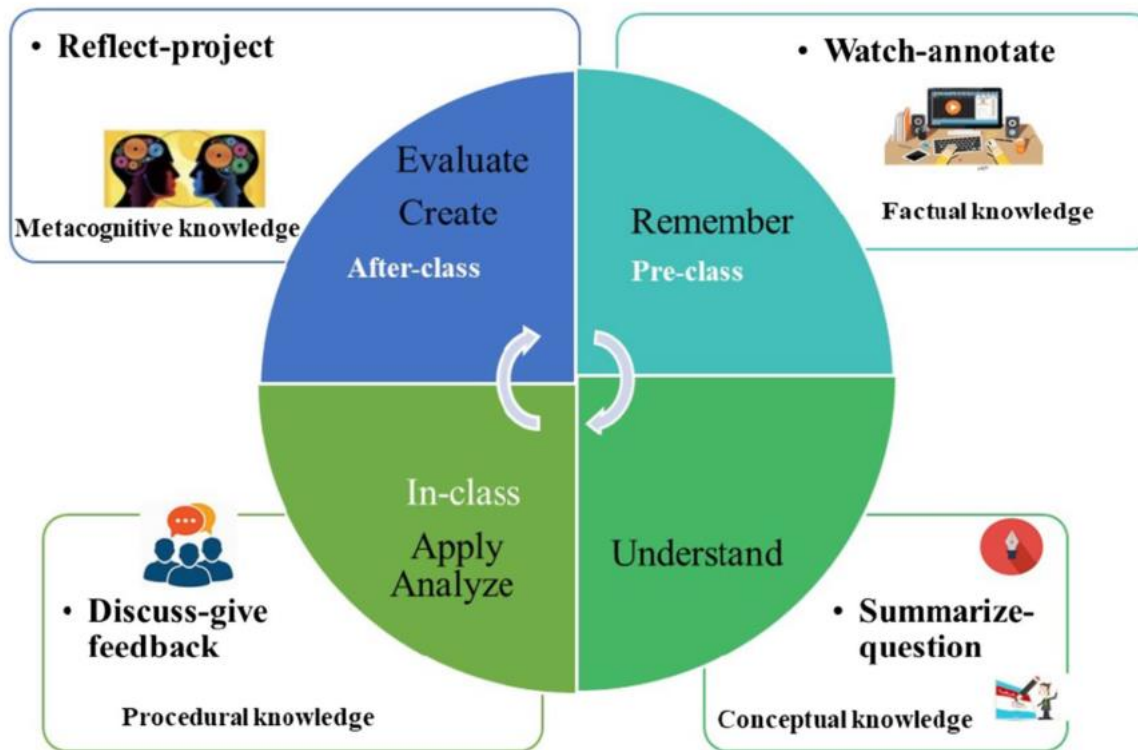 • Reflect-project
Metacognitive knowledge
Evaluate
Create
After-class
• Watch-annotate
Factual knowledge
Remember
Pre-class
In-class
Apply
Analyze
• Discuss-give
feedback
Procedural knowledge
Understand
• Summarize-
question
Conceptual knowledge